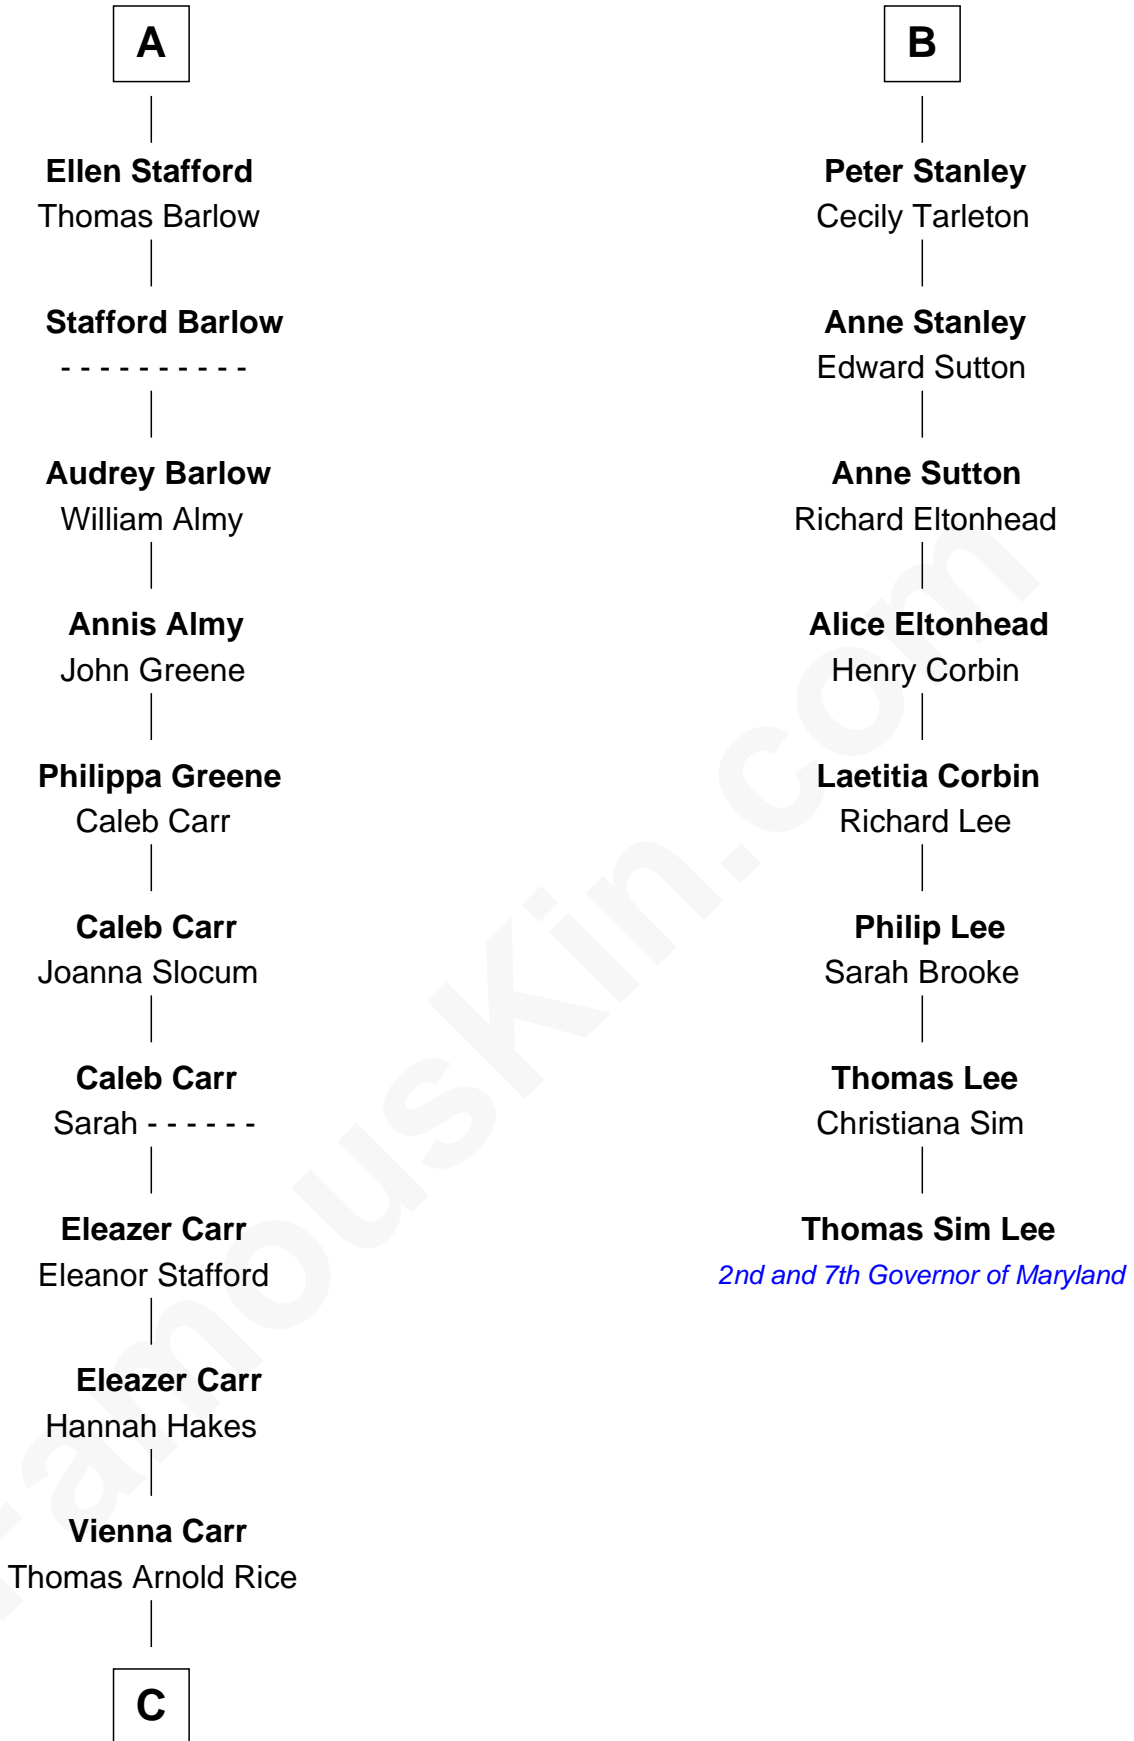 A
Ellen Stafford
Thomas Barlow
Stafford Barlow
- - - - - - - - - -
Audrey Barlow
William Almy
Annis Almy
John Greene
Philippa Greene
Caleb Carr
Caleb Carr
Joanna Slocum
Caleb Carr
Sarah - - - - - -
Eleazer Carr
Eleanor Stafford
Eleazer Carr
Hannah Hakes
Vienna Carr
Thomas Arnold Rice
C
B
Peter Stanley
Cecily Tarleton
Anne Stanley
Edward Sutton
Anne Sutton
Richard Eltonhead
Alice Eltonhead
Henry Corbin
Laetitia Corbin
Richard Lee
Philip Lee
Sarah Brooke
Thomas Lee
Christiana Sim
Thomas Sim Lee
2nd and 7th Governor of Maryland
FamousKin.com